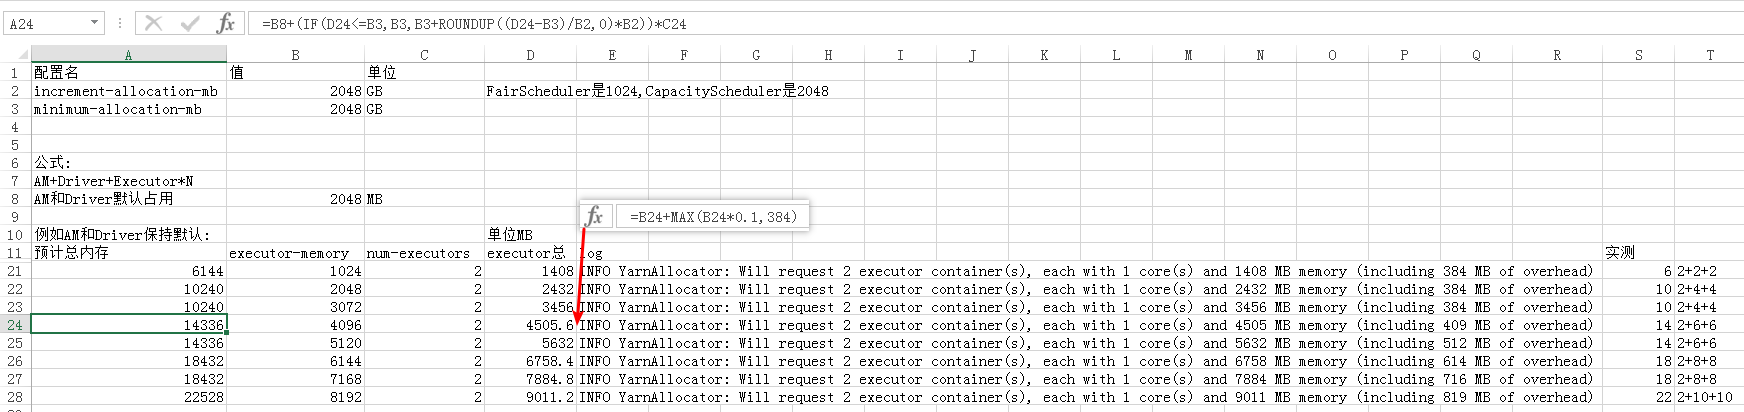 A24 fx =B8+(IF(D24<=B3,B3,B3+ROUNDUP((D24-B3)/B2,0)*B2))*C24
A B C D E F G H I J K L M N O P Q R S T
1 配置名 值 单位
2 increment-allocation-mb 2048 GB FairScheduler是1024,CapacityScheduler是2048
3 minimum-allocation-mb 2048 GB
4
5
6 公式:
7 AM+Driver+Executor*N
8 AM和Driver默认占用 2048 MB
9 fx =B24+MAX(B24*0.1,384)
10 例如AM和Driver保持默认: 单位MB
11 预计总内存 executor-memory num-executors executor总 log 实测
21 6144 1024 2 1408 INFO YarnAllocator: Will request 2 executor container(s), each with 1 core(s) and 1408 MB memory (including 384 MB of overhead) 6 2+2+2
22 10240 2048 2 2432 INFO YarnAllocator: Will request 2 executor container(s), each with 1 core(s) and 2432 MB memory (including 384 MB of overhead) 10 2+4+4
23 10240 3072 2 3456 INFO YarnAllocator: Will request 2 executor container(s), each with 1 core(s) and 3456 MB memory (including 384 MB of overhead) 10 2+4+4
24 14336 4096 2 4505.6 INFO YarnAllocator: Will request 2 executor container(s), each with 1 core(s) and 4505 MB memory (including 409 MB of overhead) 14 2+6+6
25 14336 5120 2 5632 INFO YarnAllocator: Will request 2 executor container(s), each with 1 core(s) and 5632 MB memory (including 512 MB of overhead) 14 2+6+6
26 18432 6144 2 6758.4 INFO YarnAllocator: Will request 2 executor container(s), each with 1 core(s) and 6758 MB memory (including 614 MB of overhead) 18 2+8+8
27 18432 7168 2 7884.8 INFO YarnAllocator: Will request 2 executor container(s), each with 1 core(s) and 7884 MB memory (including 716 MB of overhead) 18 2+8+8
28 22528 8192 2 9011.2 INFO YarnAllocator: Will request 2 executor container(s), each with 1 core(s) and 9011 MB memory (including 819 MB of overhead) 22 2+10+10